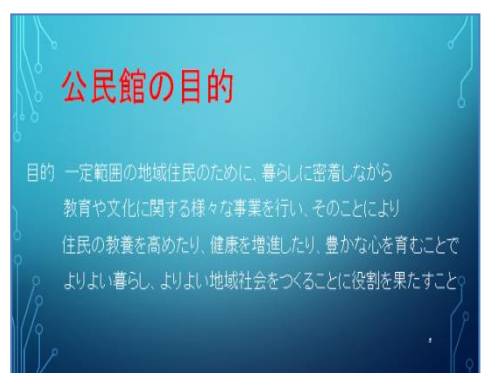 公民館の目的
目的 一定範囲の地域住民のために、暮らしに密着しながら
教育や文化に関する様々な事業を行い、そのことにより
住民の教養を高めたり、健康を増進したり、豊かな心を育むことで
よりよい暮らし、よりよい地域社会をつくることに役割を果たすこと